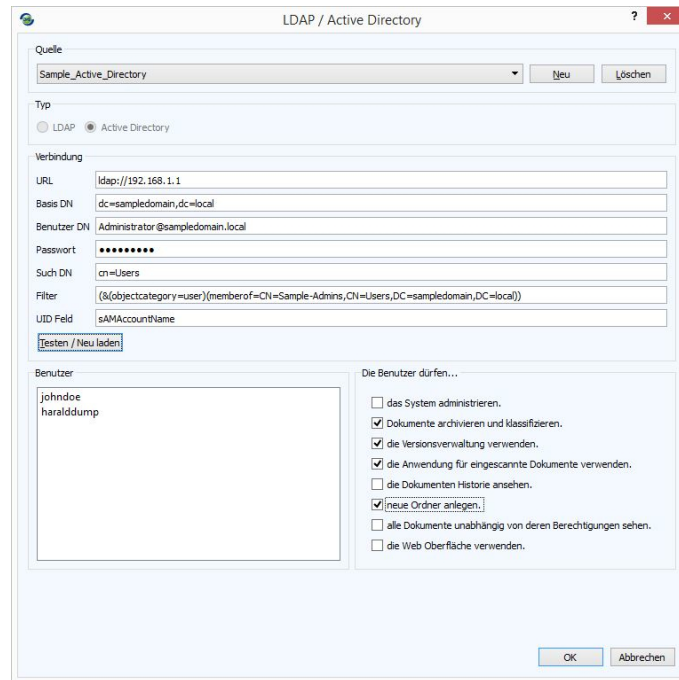 LDAP / Active Directory
?
Quelle
Sample_Active_Directory
Neu
Löschen
Typ
LDAP
Active Directory
Verbindung
URL
ldap://192.168.1.1
Basis DN
dc=sampledomain,dc=local
Benutzer DN
Administrator@sampledomain.local
Passwort
•••••••••
Such DN
cn=Users
Filter
(&(objectcategory=user)(memberof=CN=Sample-Admins,CN=Users,DC=sampledomain,DC=local))
UID Feld
sAMAccountName
Testen / Neu laden
Benutzer
johndoe
haralddump
Die Benutzer dürfen...
das System administrieren.
Dokumente archivieren und klassifizieren.
die Versionsverwaltung verwenden.
die Anwendung für eingescannte Dokumente verwenden.
die Dokumenten Historie ansehen.
neue Ordner anlegen.
alle Dokumente unabhängig von deren Berechtigungen sehen.
die Web Oberfläche verwenden.
OK
Abbrechen